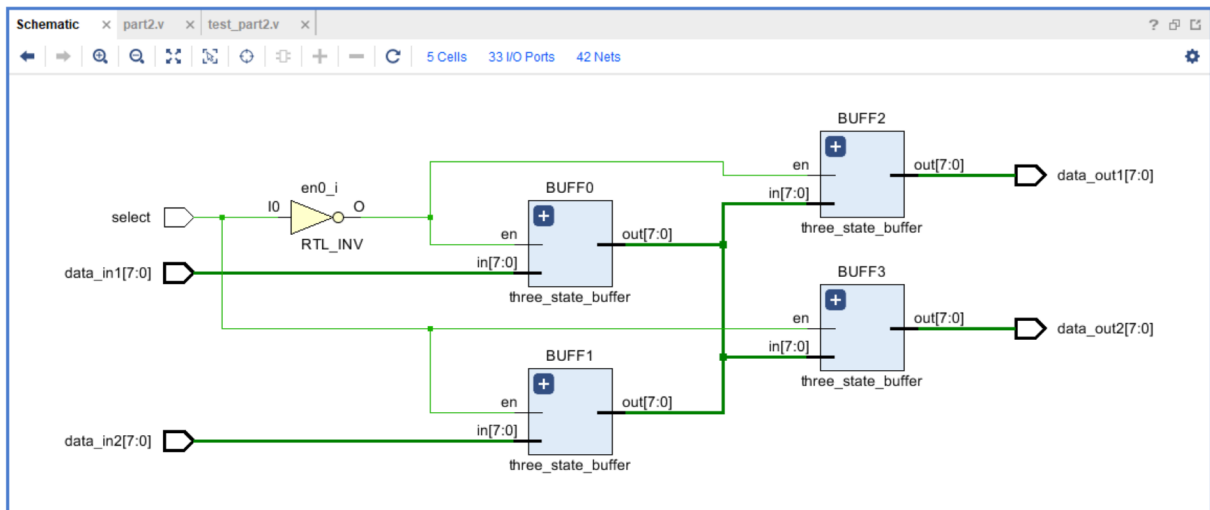 Schematic × part2.v × test_part2.v ×
5 Cells 33 I/O Ports 42 Nets
BUFF2
en out[7:0]
in[7:0]
three_state_buffer
data_out1[7:0]
en0_i
select I0 O
RTL_INV
BUFF0
en out[7:0]
in[7:0]
three_state_buffer
data_in1[7:0]
BUFF3
en out[7:0]
in[7:0]
three_state_buffer
data_out2[7:0]
BUFF1
en out[7:0]
in[7:0]
three_state_buffer
data_in2[7:0]